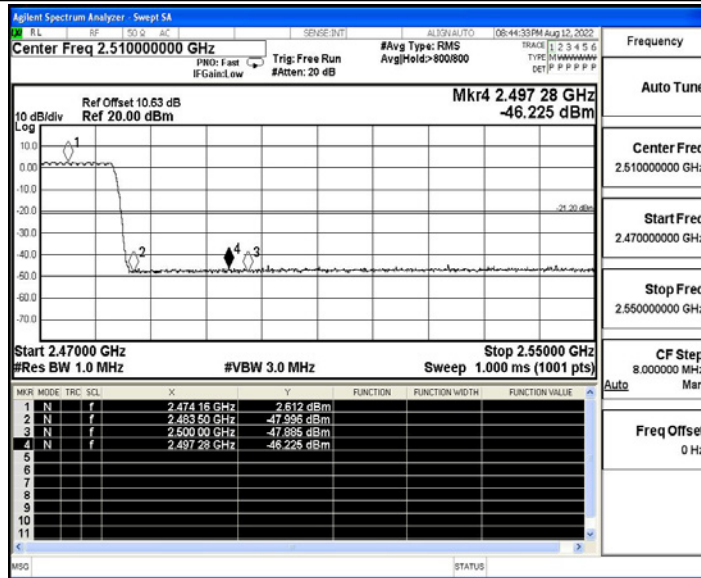 Agilent Spectrum Analyzer - Swept SA
RL RF 50 Ω AC SENSE:INT ALIGN AUTO 08:44:33 PM Aug 12, 2022
Center Freq 2.510000000 GHz
PNO: Fast
IFGain:Low
Trig: Free Run
#Atten: 20 dB
#Avg Type: RMS
Avg|Hold:>800/800
TRACE 1 2 3 4 5 6
TYPE M WWWWW
DET P P P P P P
Frequency
Auto Tune
Center Freq
2.510000000 GHz
Start Freq
2.470000000 GHz
Stop Freq
2.550000000 GHz
CF Step
8.000000 MHz
Auto Man
Freq Offset
0 Hz
Mkr4 2.497 28 GHz
-46.225 dBm
Ref Offset 10.63 dB
10 dB/div Ref 20.00 dBm
Log
10.0
0.00
-10.0
-20.0
-30.0
-40.0
-50.0
-60.0
-70.0
1
2
4
3
-21.20 dBm
Start 2.47000 GHz
Stop 2.55000 GHz
#Res BW 1.0 MHz #VBW 3.0 MHz Sweep 1.000 ms (1001 pts)
MKR MODE TRC SCL X Y FUNCTION FUNCTION WIDTH FUNCTION VALUE
1 N f 2.474 16 GHz 2.612 dBm
2 N f 2.483 50 GHz -47.996 dBm
3 N f 2.500 00 GHz -47.885 dBm
4 N f 2.497 28 GHz -46.225 dBm
5
6
7
8
9
10
11
MSG STATUS